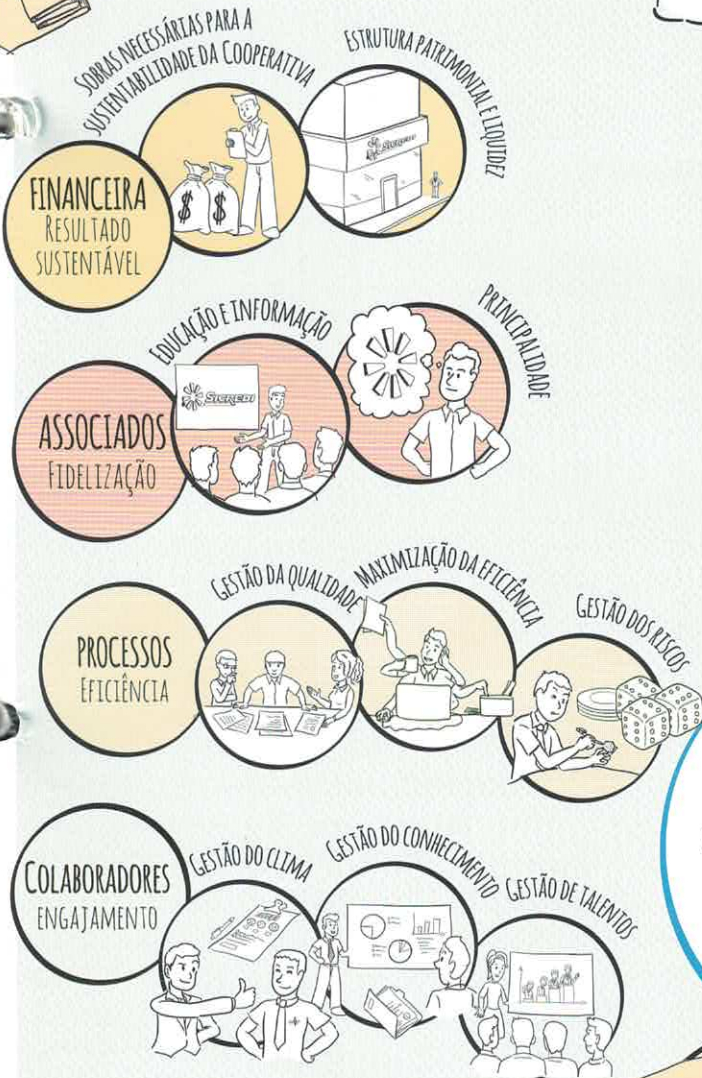 SOBRAS NECESSÁRIAS PARA A
SUSTENTABILIDADE DA COOPERATIVA
ESTRUTURA PATRIMONIAL E LIQUIDEZ
FINANCEIRA
RESULTADO
SUSTENTÁVEL
$ $
SICREDI
EDUCAÇÃO E INFORMAÇÃO
PRINCIPALIDADE
ASSOCIADOS
FIDELIZAÇÃO
SICREDI
GESTÃO DA QUALIDADE
MAXIMIZAÇÃO DA EFICIÊNCIA
GESTÃO DOS RISCOS
PROCESSOS
EFICIÊNCIA
GESTÃO DO CLIMA
GESTÃO DO CONHECIMENTO
GESTÃO DE TALENTOS
COLABORADORES
ENGAJAMENTO